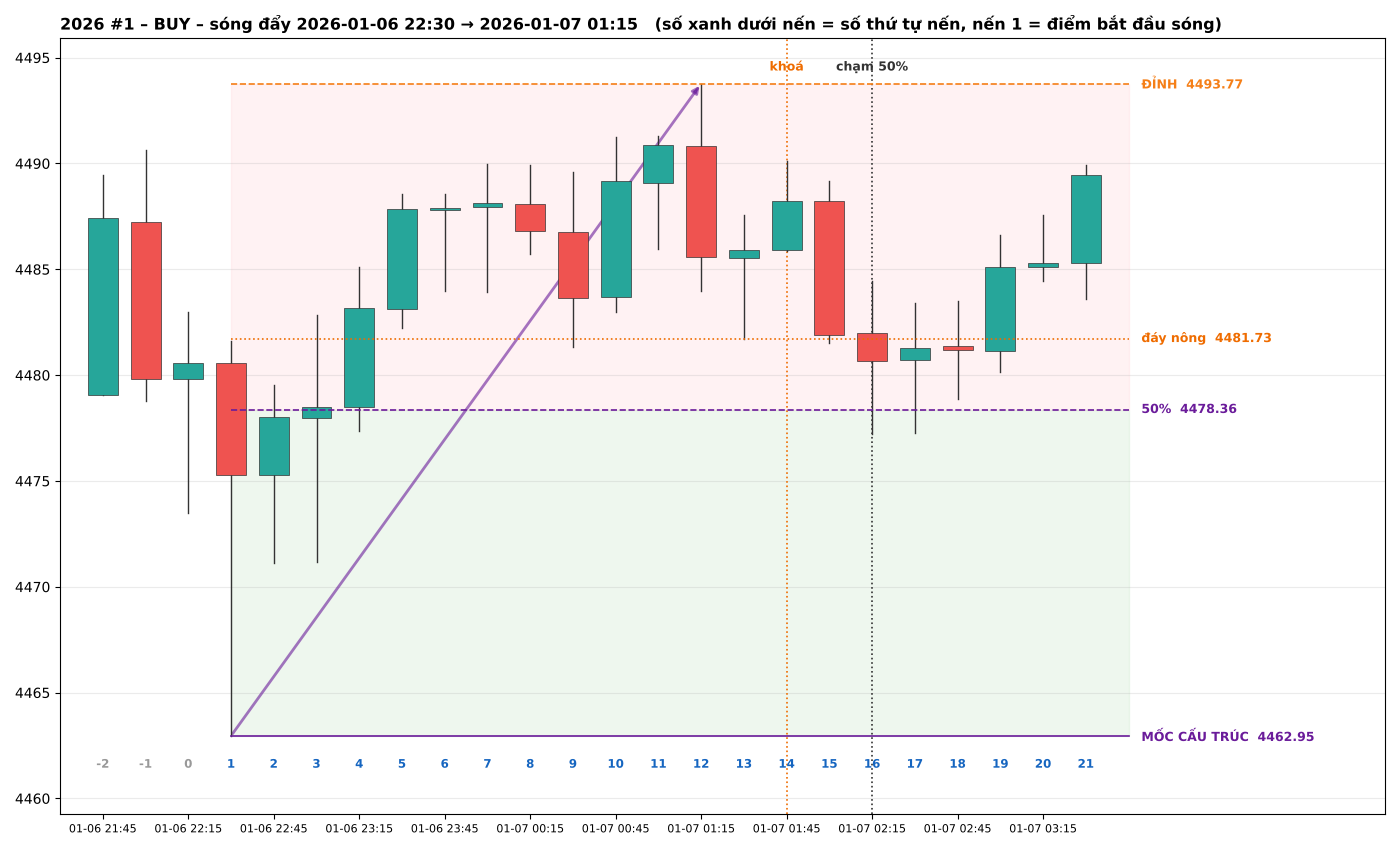 2026 #1 – BUY – sóng đẩy 2026-01-06 22:30 → 2026-01-07 01:15   (số xanh dưới nến = số thứ tự nến, nến 1 = điểm bắt đầu sóng)
4495
khoá
chạm 50%
ĐỈNH 4493.77
4490
4485
đáy nông 4481.73
4480
50% 4478.36
4475
4470
4465
MỐC CẤU TRÚC 4462.95
-2 -1 0 1 2 3 4 5 6 7 8 9 10 11 12 13 14 15 16 17 18 19 20 21
4460
01-06 21:45 01-06 22:15 01-06 22:45 01-06 23:15 01-06 23:45 01-07 00:15 01-07 00:45 01-07 01:15 01-07 01:45 01-07 02:15 01-07 02:45 01-07 03:15